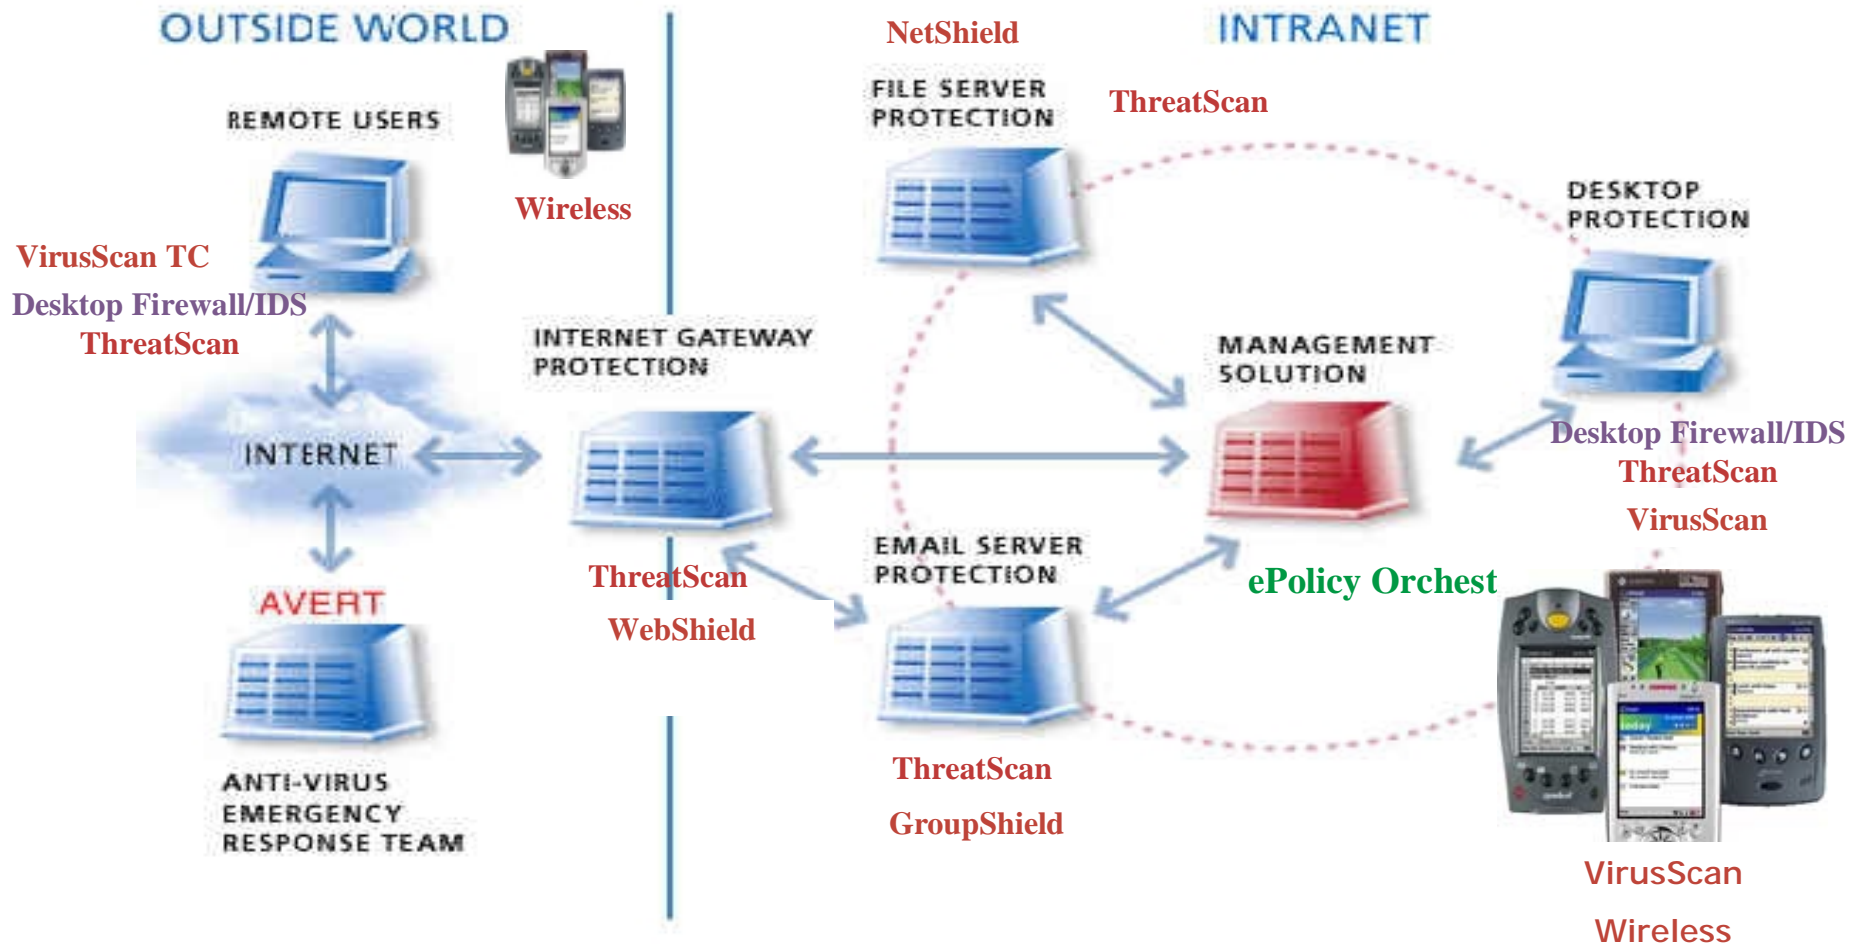 OUTSIDE WORLD
INTRANET
NetShield
FILE SERVER
PROTECTION
ThreatScan
REMOTE USERS
Wireless
DESKTOP
PROTECTION
VirusScan TC
Desktop Firewall/IDS
ThreatScan
INTERNET GATEWAY
PROTECTION
MANAGEMENT
SOLUTION
INTERNET
Desktop Firewall/IDS
ThreatScan
VirusScan
EMAIL SERVER
PROTECTION
ThreatScan
WebShield
ePolicy Orchest
AVERT
ANTI-VIRUS
EMERGENCY
RESPONSE TEAM
ThreatScan
GroupShield
today
VirusScan
Wireless